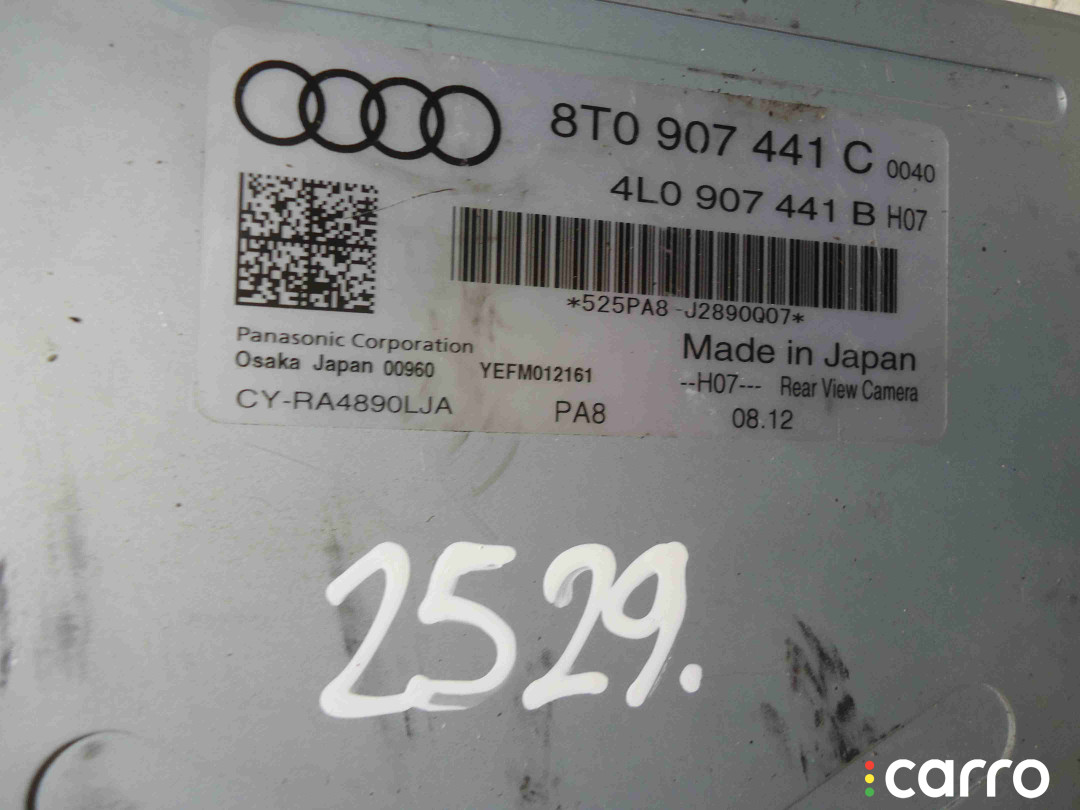 8T0 907 441 C 0040
4L0 907 441 B H07
*525PA8-J2890Q07*
Panasonic Corporation
Made in Japan
Osaka Japan 00960 YEFM012161
--H07--- Rear View Camera
CY-RA4890LJA PA8 08.12
2529.
carro